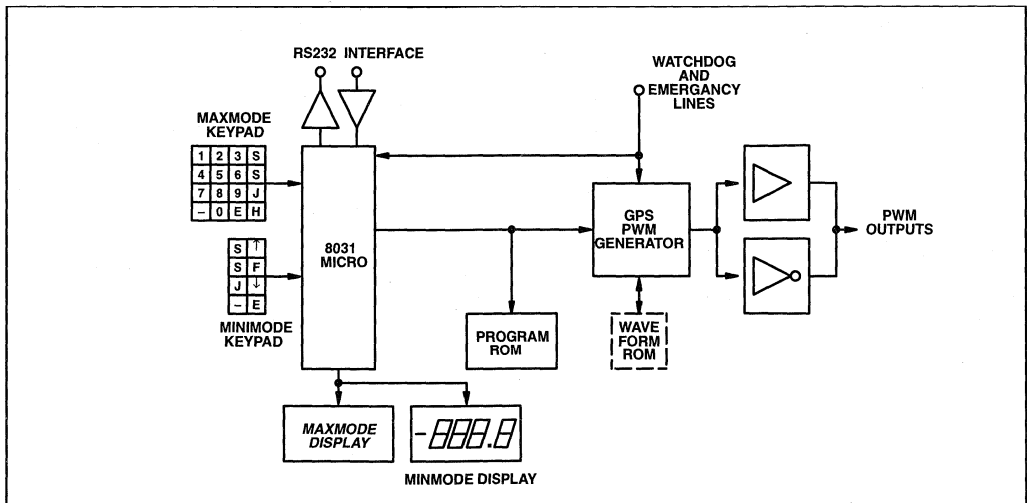 RS232 INTERFACE
WATCHDOG
AND
EMERGANCY
LINES
MAXMODE
KEYPAD
1 2 3 S
4 5 6 S
7 8 9 J
– 0 E H
8031
MICRO
GPS
PWM
GENERATOR
PWM
OUTPUTS
S ↑
S F
J ↓
– E
MINIMODE
KEYPAD
PROGRAM
ROM
WAVE
FORM
ROM
MAXMODE
DISPLAY
-888.8
MINMODE DISPLAY